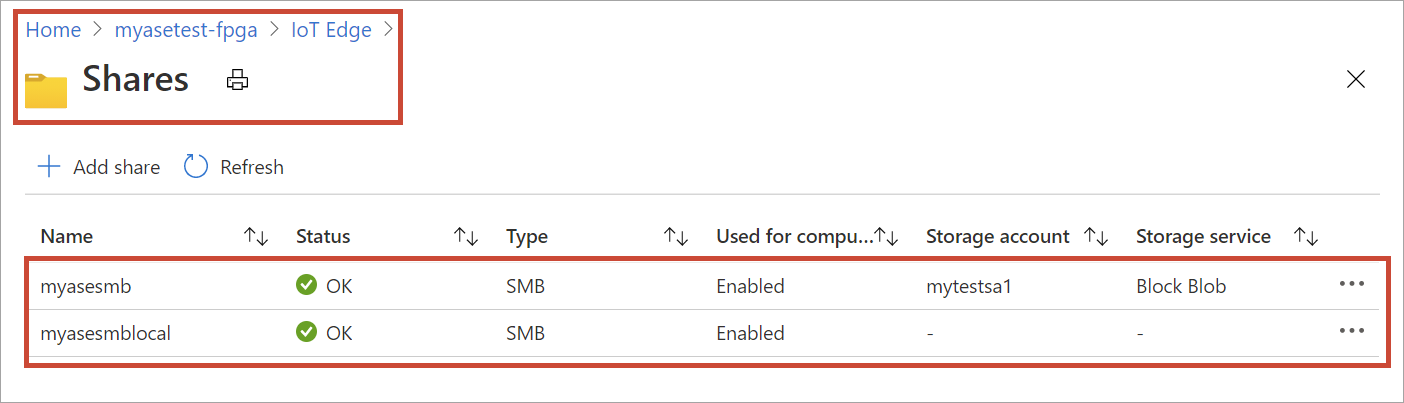 Home > myasetest-fpga > IoT Edge >
Shares
Add share Refresh
Name Status Type Used for compu... Storage account Storage service
myasesmb OK SMB Enabled mytestsa1 Block Blob
myasesmblocal OK SMB Enabled - -